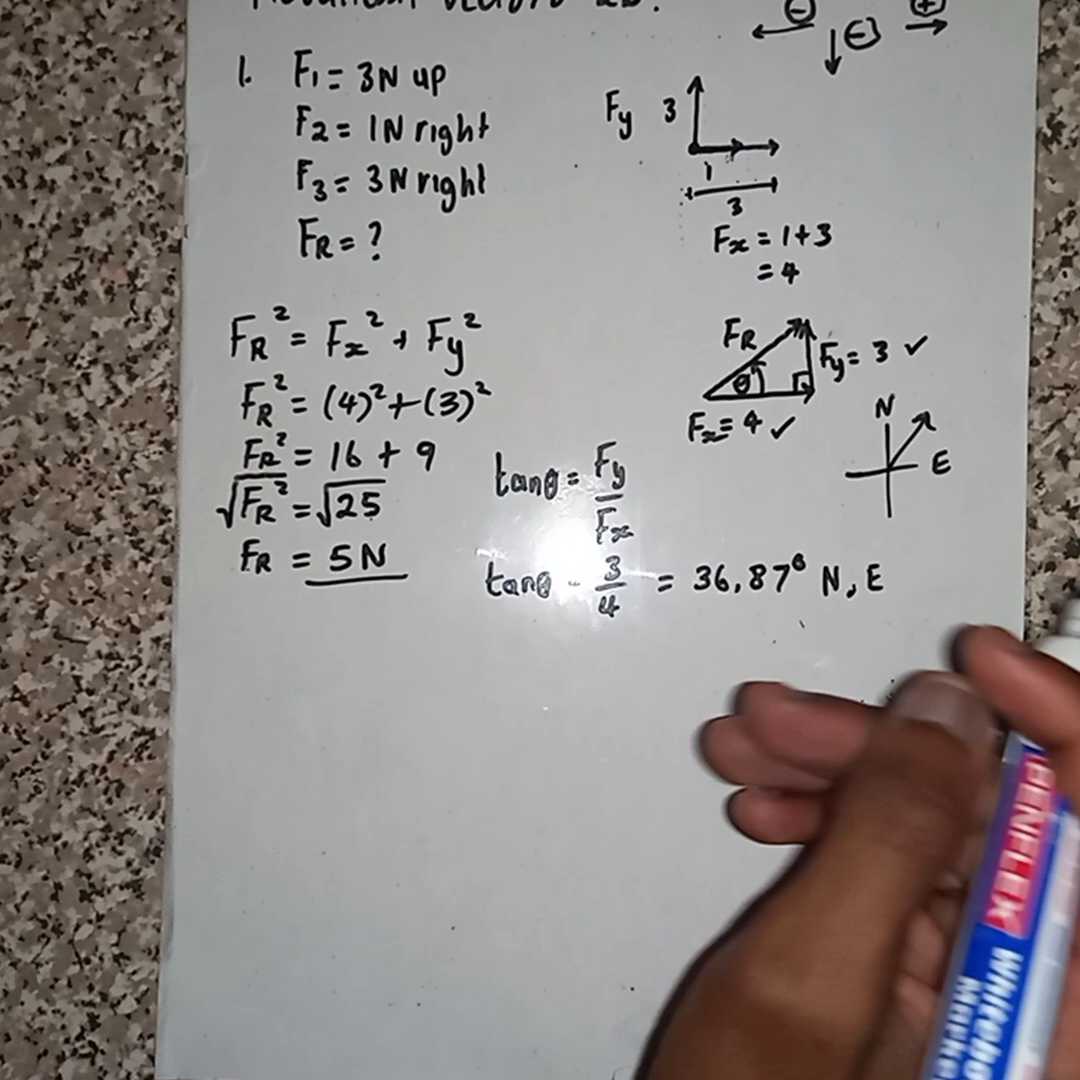 1. F1 = 3N up
F2 = 1N right
F3 = 3N right
FR = ?
Fy 3
1
3
Fx = 1+3
= 4
FR² = Fx² + Fy²
FR² = (4)²+(3)²
FR² = 16 + 9
√FR² = √25
FR = 5N
FR
θ
Fy = 3 ✓
Fx = 4 ✓
N
E
tanθ = Fy/Fx
tanθ = 3/4 = 36,87° N, E
PENFLEX